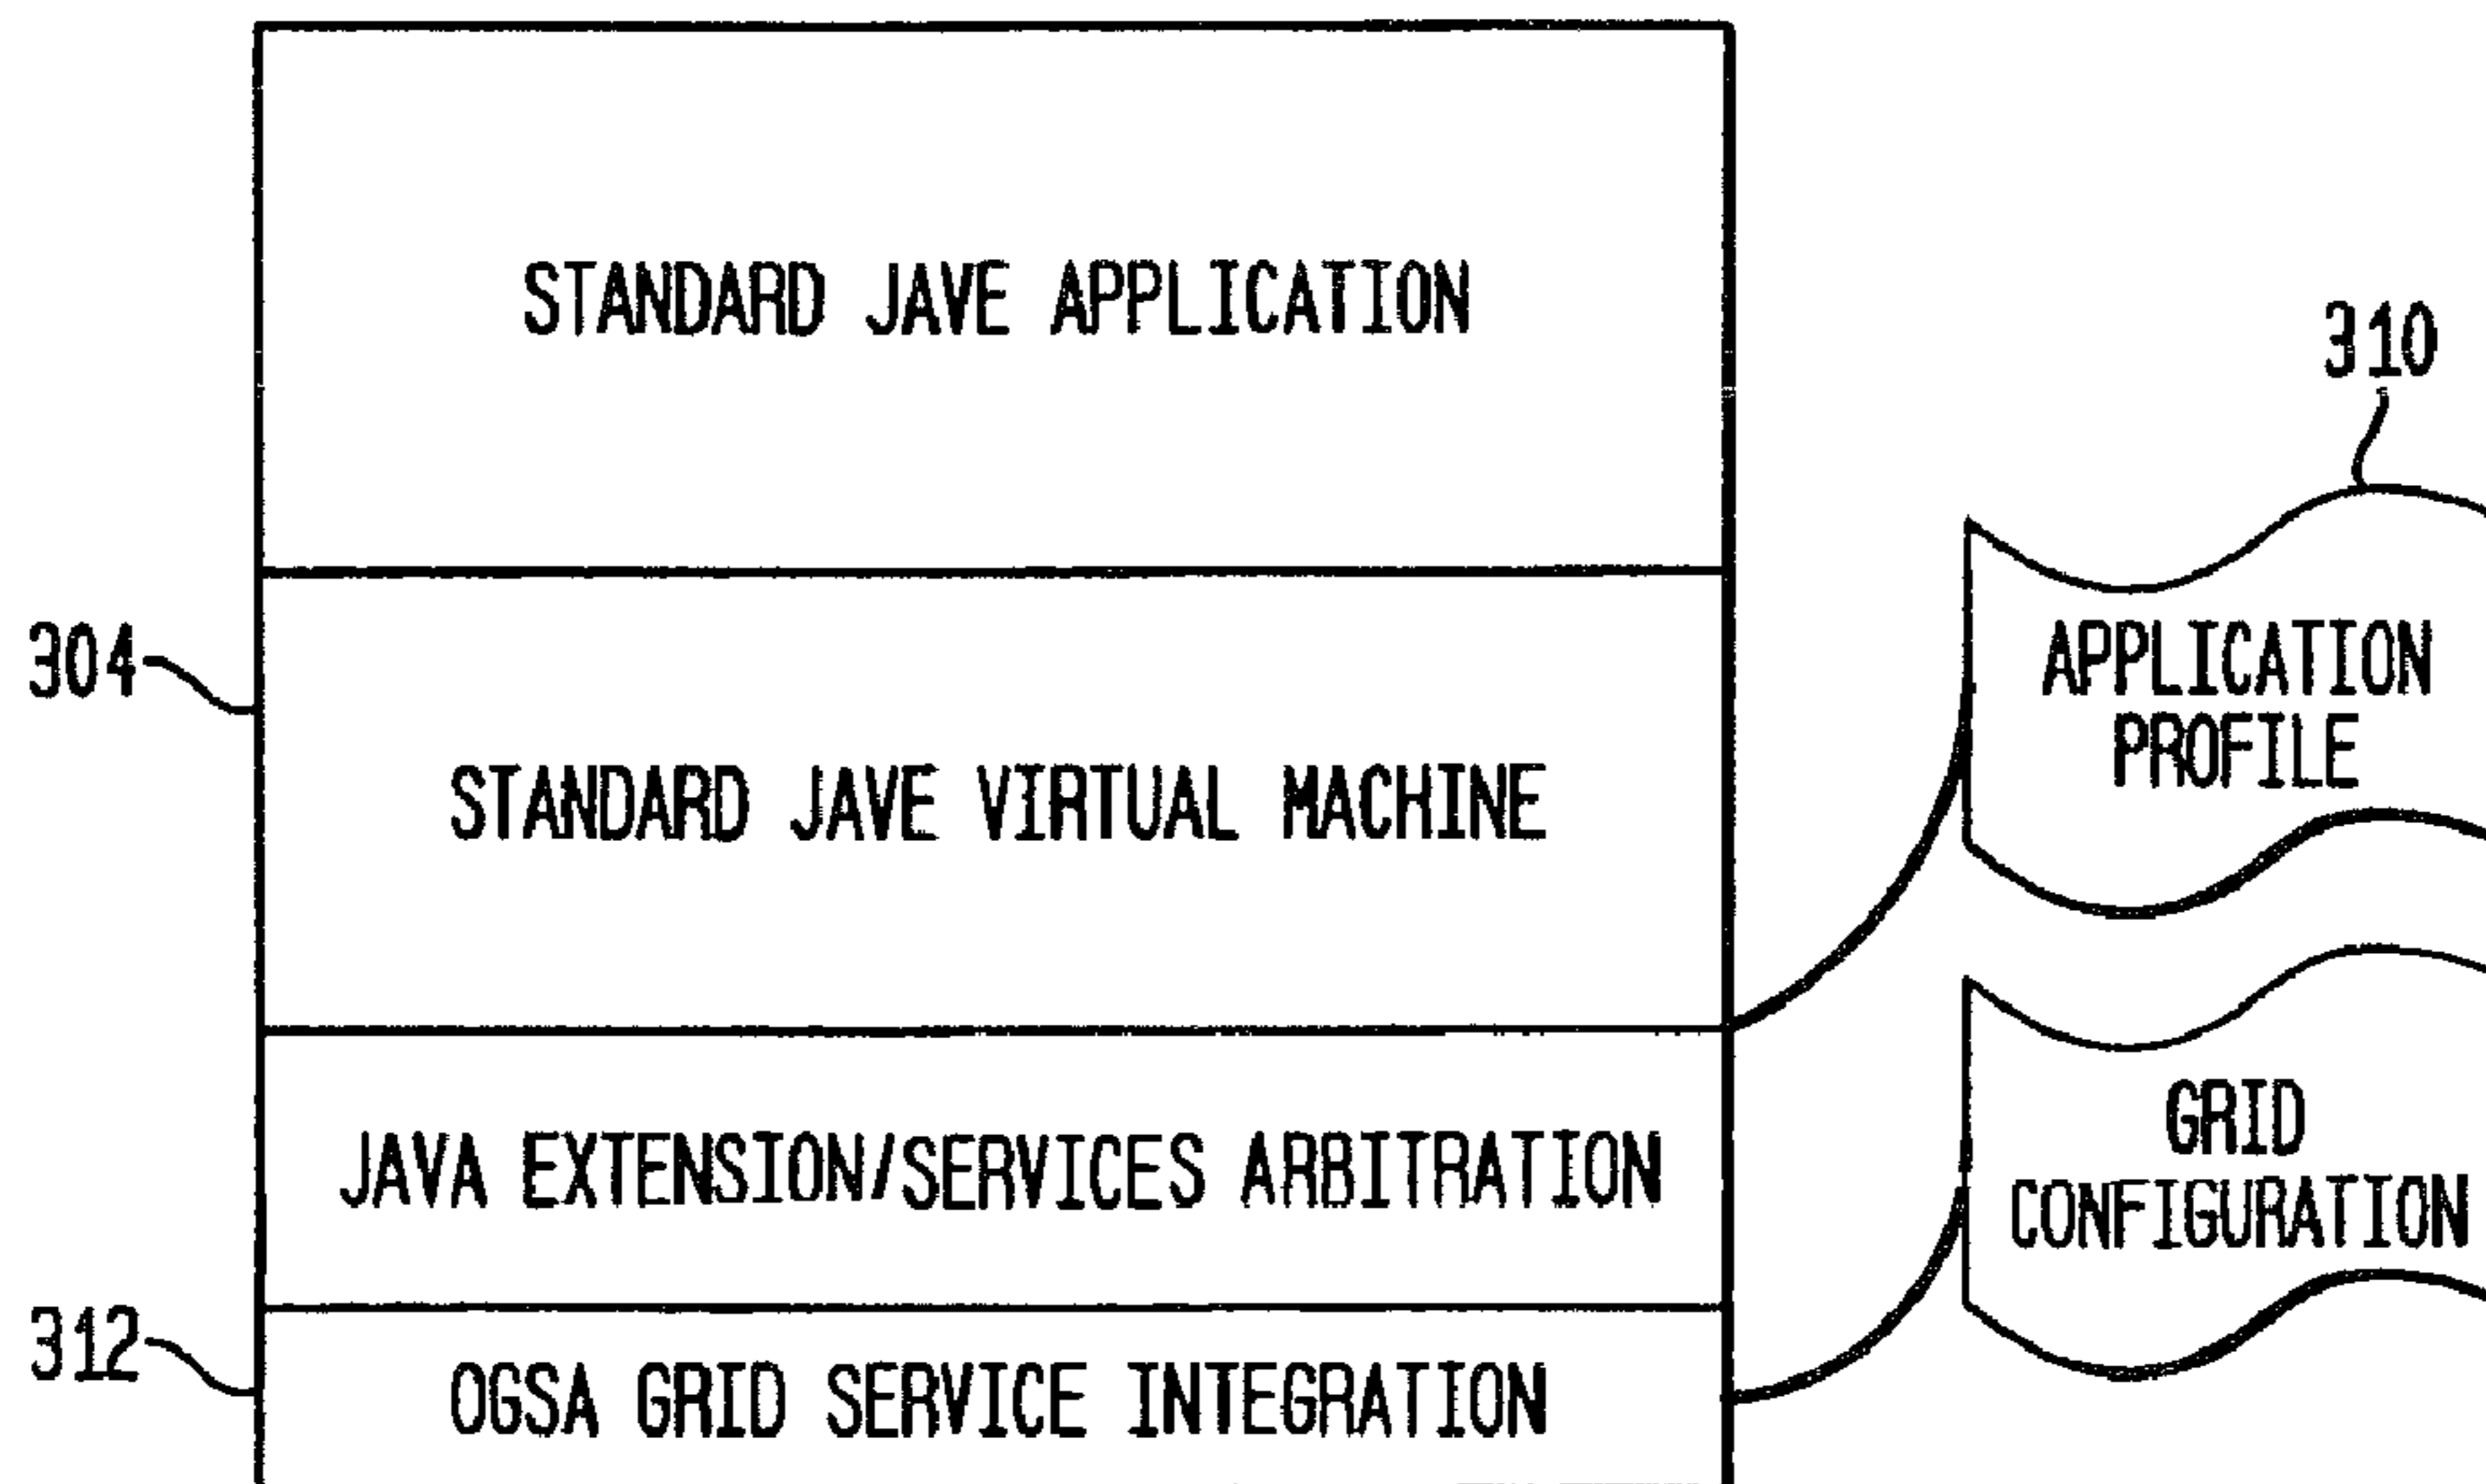 STANDARD JAVE APPLICATION
310
304
APPLICATION
PROFILE
STANDARD JAVE VIRTUAL MACHINE
GRID
CONFIGURATION
JAVA EXTENSION/SERVICES ARBITRATION
312
OGSA GRID SERVICE INTEGRATION